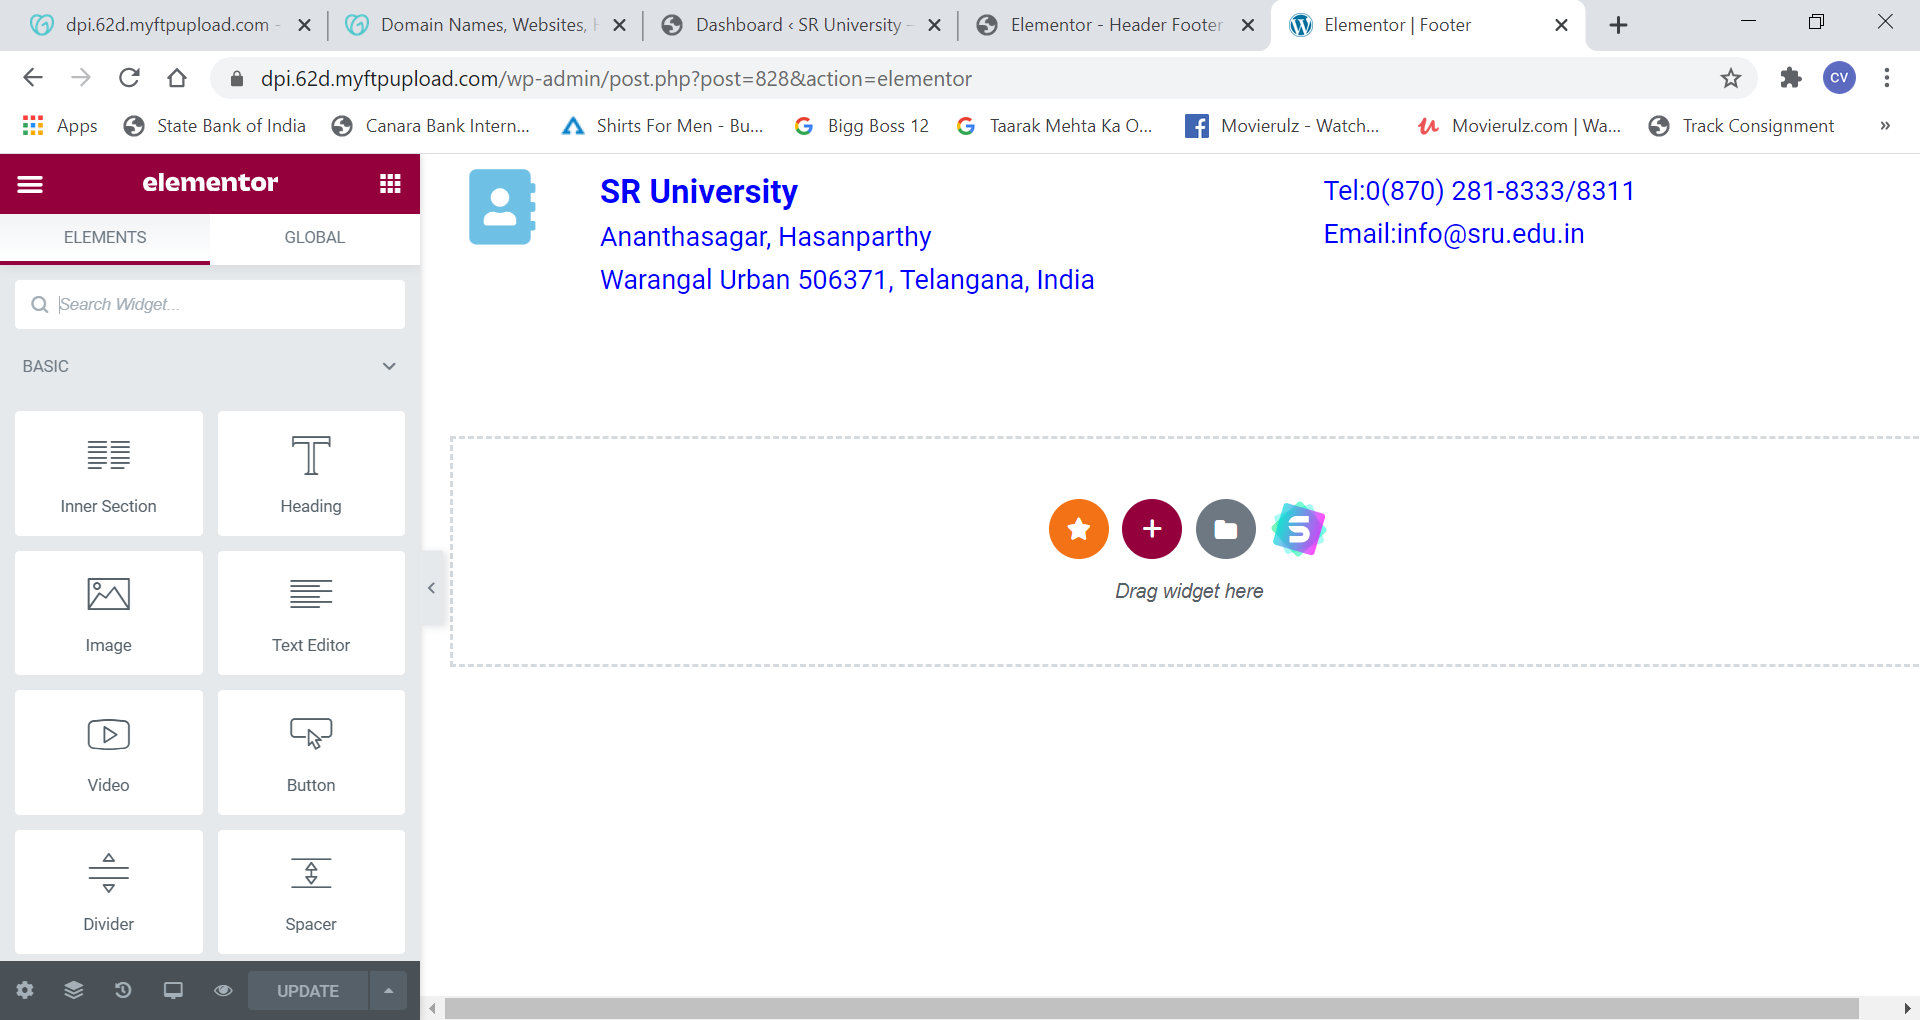 dpi.62d.myftpupload.com -
Domain Names, Websites, H
Dashboard ‹ SR University –
Elementor - Header Footer
Elementor | Footer
dpi.62d.myftpupload.com/wp-admin/post.php?post=828&action=elementor
CV
Apps
State Bank of India
Canara Bank Intern...
Shirts For Men - Bu...
Bigg Boss 12
Taarak Mehta Ka O...
Movierulz - Watch...
Movierulz.com | Wa...
Track Consignment
»
elementor
ELEMENTS
GLOBAL
Search Widget...
BASIC
Inner Section
Heading
Image
Text Editor
Video
Button
Divider
Spacer
UPDATE
SR University
Ananthasagar, Hasanparthy
Warangal Urban 506371, Telangana, India
Tel:0(870) 281-8333/8311
Email:info@sru.edu.in
Drag widget here